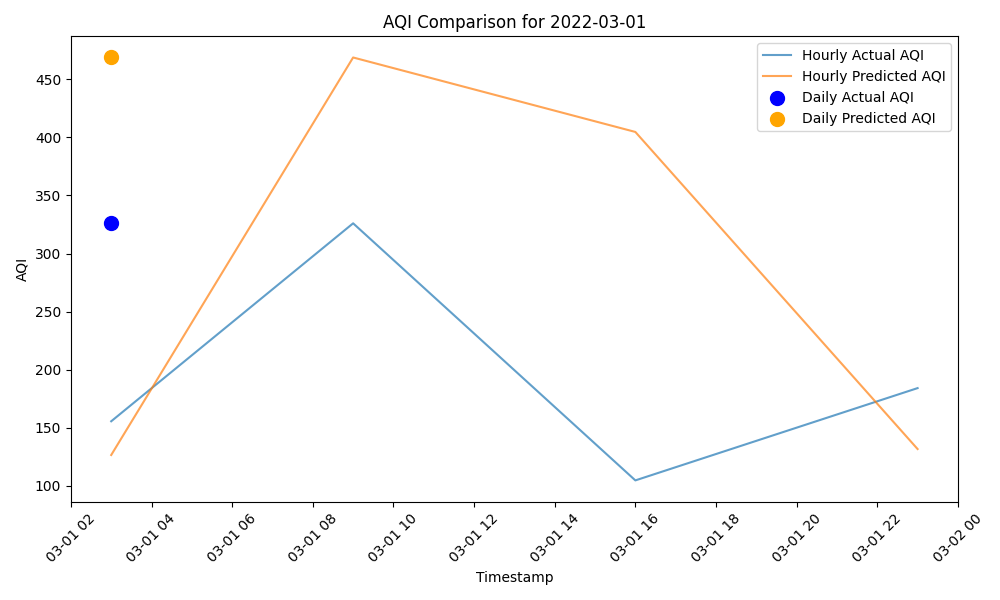 AQI Comparison for 2022-03-01
Hourly Actual AQI
Hourly Predicted AQI
Daily Actual AQI
Daily Predicted AQI
AQI
450
400
350
300
250
200
150
100
03-01 02
03-01 04
03-01 06
03-01 08
03-01 10
03-01 12
03-01 14
03-01 16
03-01 18
03-01 20
03-01 22
03-02 00
Timestamp